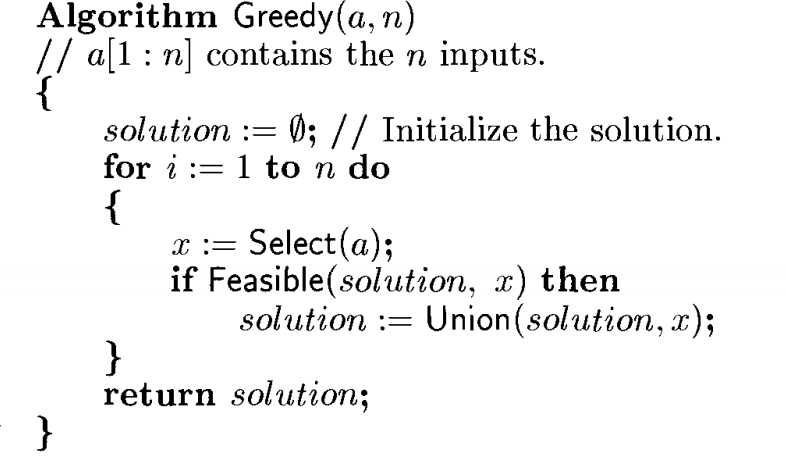 Algorithm Greedy(a, n)
// a[1 : n] contains the n inputs.
{
solution := ∅; // Initialize the solution.
for i := 1 to n do
{
x := Select(a);
if Feasible(solution, x) then
solution := Union(solution, x);
}
return solution;
}